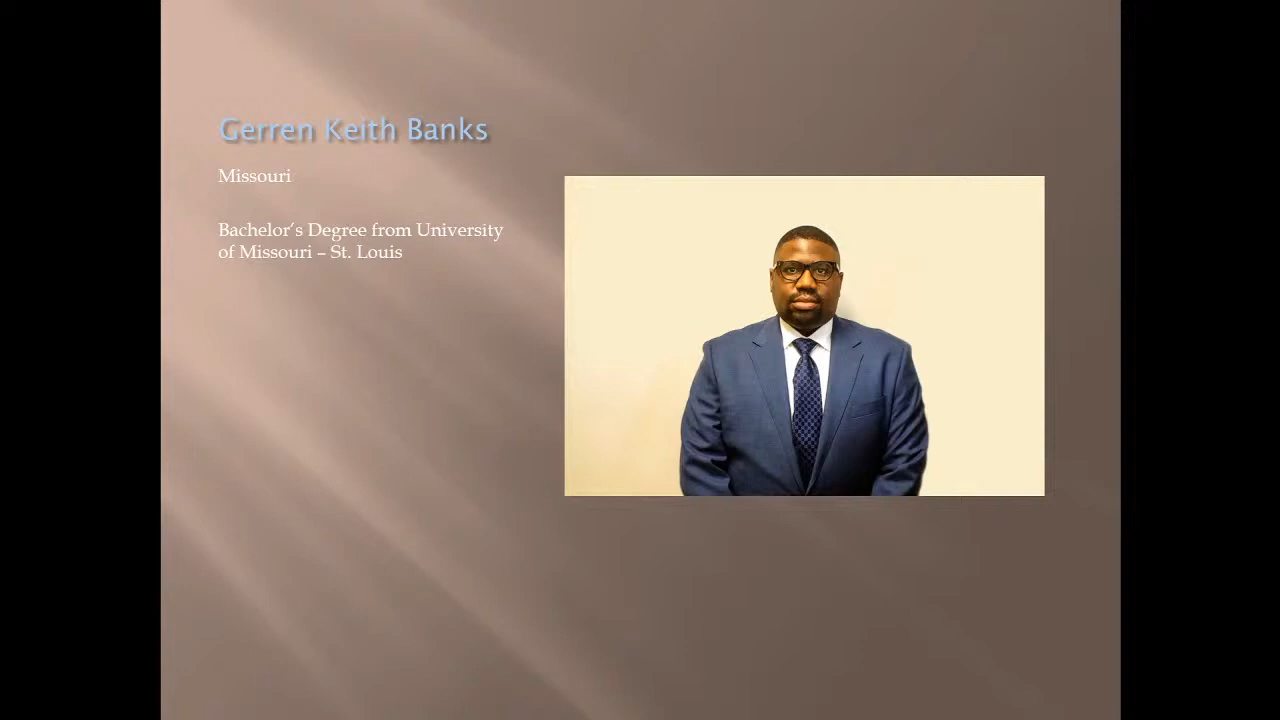 Gerren Keith Banks
Missouri
Bachelor’s Degree from University
of Missouri – St. Louis